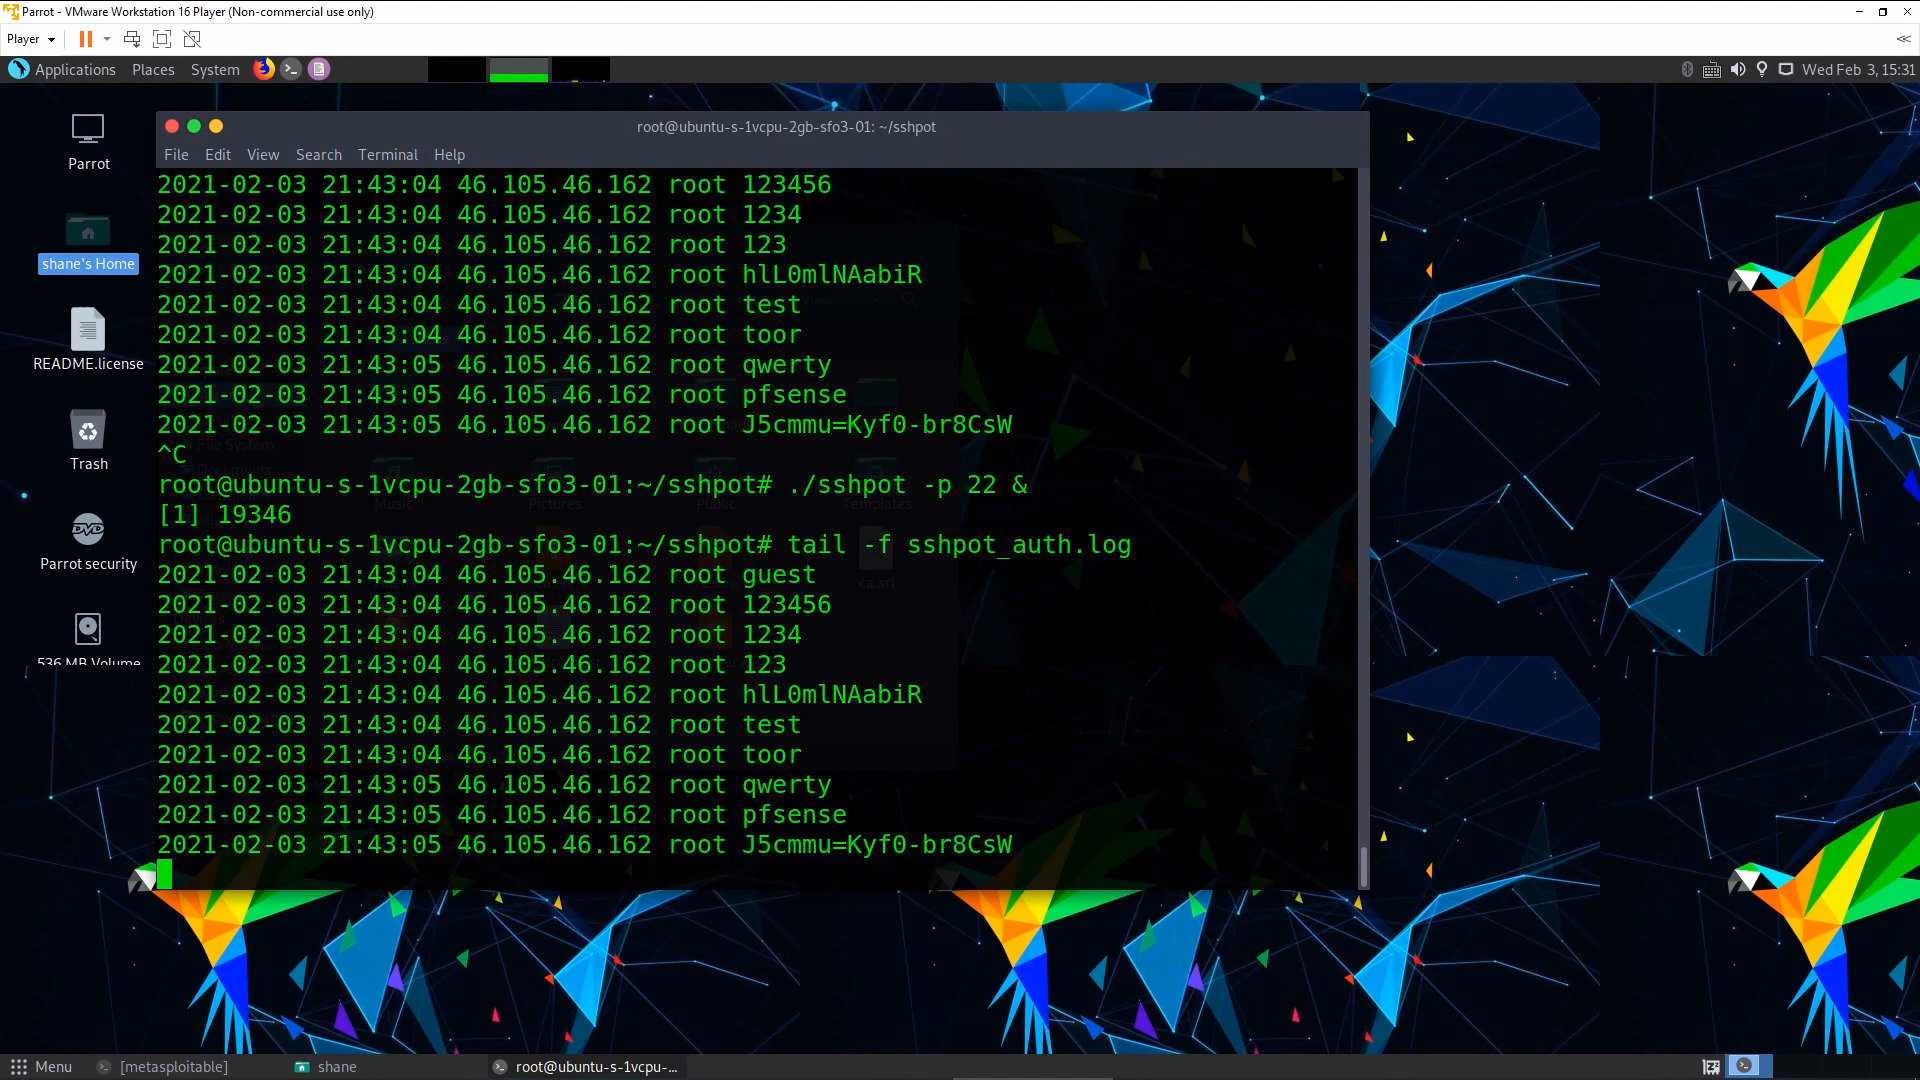 Parrot - VMware Workstation 16 Player (Non-commercial use only)
Player
Applications Places System
Wed Feb 3, 15:31
Parrot
shane's Home
README.license
Trash
Parrot security
536 MB Volume
root@ubuntu-s-1vcpu-2gb-sfo3-01: ~/sshpot
File Edit View Search Terminal Help
2021-02-03 21:43:04 46.105.46.162 root 123456
2021-02-03 21:43:04 46.105.46.162 root 1234
2021-02-03 21:43:04 46.105.46.162 root 123
2021-02-03 21:43:04 46.105.46.162 root hlL0mlNAabiR
2021-02-03 21:43:04 46.105.46.162 root test
2021-02-03 21:43:04 46.105.46.162 root toor
2021-02-03 21:43:05 46.105.46.162 root qwerty
2021-02-03 21:43:05 46.105.46.162 root pfsense
2021-02-03 21:43:05 46.105.46.162 root J5cmmu=Kyf0-br8CsW
^C
root@ubuntu-s-1vcpu-2gb-sfo3-01:~/sshpot# ./sshpot -p 22 &
[1] 19346
root@ubuntu-s-1vcpu-2gb-sfo3-01:~/sshpot# tail -f sshpot_auth.log
2021-02-03 21:43:04 46.105.46.162 root guest
2021-02-03 21:43:04 46.105.46.162 root 123456
2021-02-03 21:43:04 46.105.46.162 root 1234
2021-02-03 21:43:04 46.105.46.162 root 123
2021-02-03 21:43:04 46.105.46.162 root hlL0mlNAabiR
2021-02-03 21:43:04 46.105.46.162 root test
2021-02-03 21:43:04 46.105.46.162 root toor
2021-02-03 21:43:05 46.105.46.162 root qwerty
2021-02-03 21:43:05 46.105.46.162 root pfsense
2021-02-03 21:43:05 46.105.46.162 root J5cmmu=Kyf0-br8CsW
Menu
[metasploitable]
shane
root@ubuntu-s-1vcpu-...